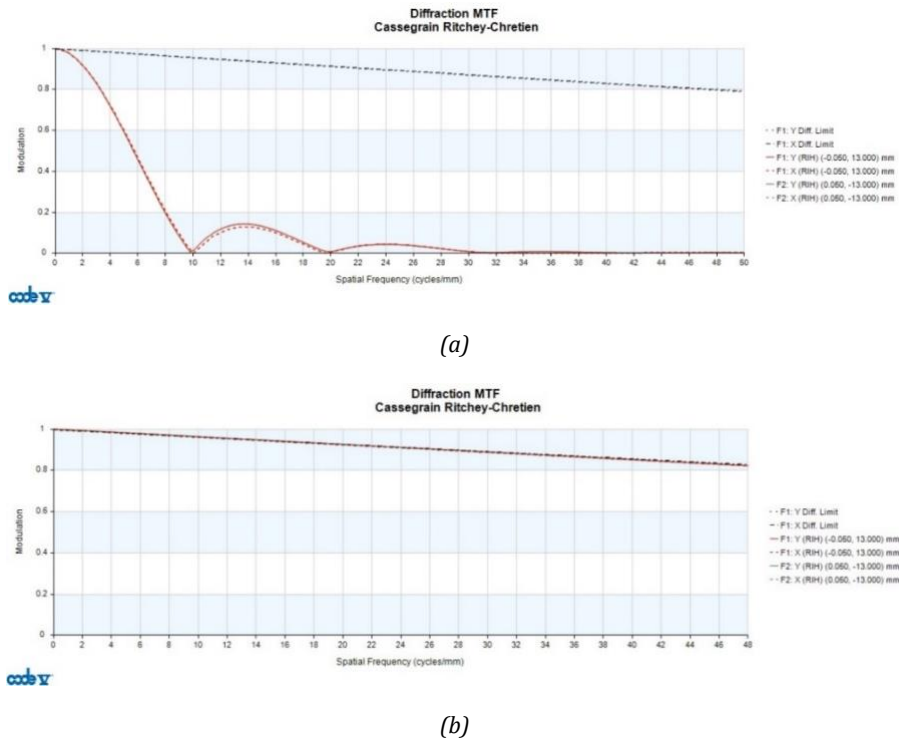 Diffraction MTF
Cassegrain Ritchey-Chretien
1
0.8
0.6
0.4
0.2
0
Modulation
0 2 4 6 8 10 12 14 16 18 20 22 24 26 28 30 32 34 36 38 40 42 44 46 48 50
Spatial Frequency (cycles/mm)
F1: Y Diff. Limit
F1: X Diff. Limit
F1: Y (RIH) (-0.050, 13.000) mm
F1: X (RIH) (-0.050, 13.000) mm
F2: Y (RIH) (0.050, -13.000) mm
F2: X (RIH) (0.050, -13.000) mm
code V
(a)
Diffraction MTF
Cassegrain Ritchey-Chretien
1
0.8
0.6
0.4
0.2
0
Modulation
0 2 4 6 8 10 12 14 16 18 20 22 24 26 28 30 32 34 36 38 40 42 44 46 48
Spatial Frequency (cycles/mm)
F1: Y Diff. Limit
F1: X Diff. Limit
F1: Y (RIH) (-0.050, 13.000) mm
F1: X (RIH) (-0.050, 13.000) mm
F2: Y (RIH) (0.050, -13.000) mm
F2: X (RIH) (0.050, -13.000) mm
code V
(b)